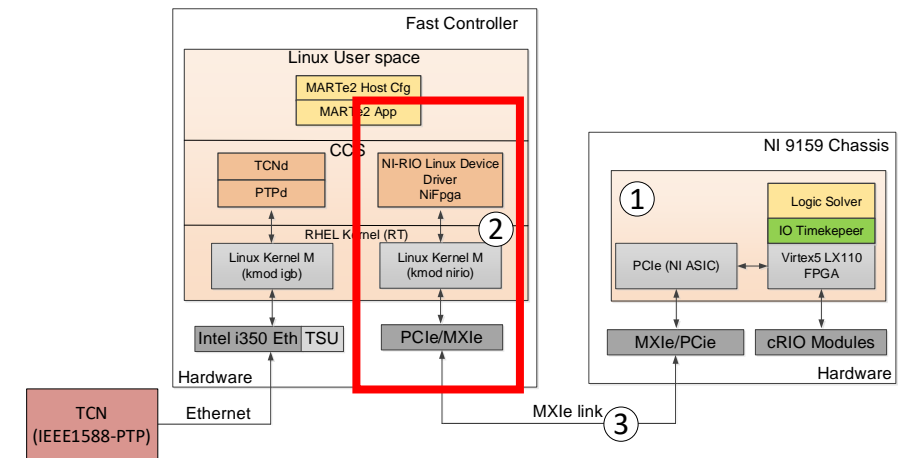 Fast Controller
Linux User space
MARTe2 Host Cfg
MARTe2 App
CCS
TCNd
PTPd
NI-RIO Linux Device
Driver
NiFpga
RHEL Kernel (RT)
2
Linux Kernel M
(kmod igb)
Linux Kernel M
(kmod nirio)
Intel i350 Eth
TSU
PCIe/MXIe
Hardware
NI 9159 Chassis
1
Logic Solver
IO Timekepeer
PCIe (NI ASIC)
Virtex5 LX110
FPGA
MXIe/PCie
cRIO Modules
Hardware
TCN
(IEEE1588-PTP)
Ethernet
MXIe link
3